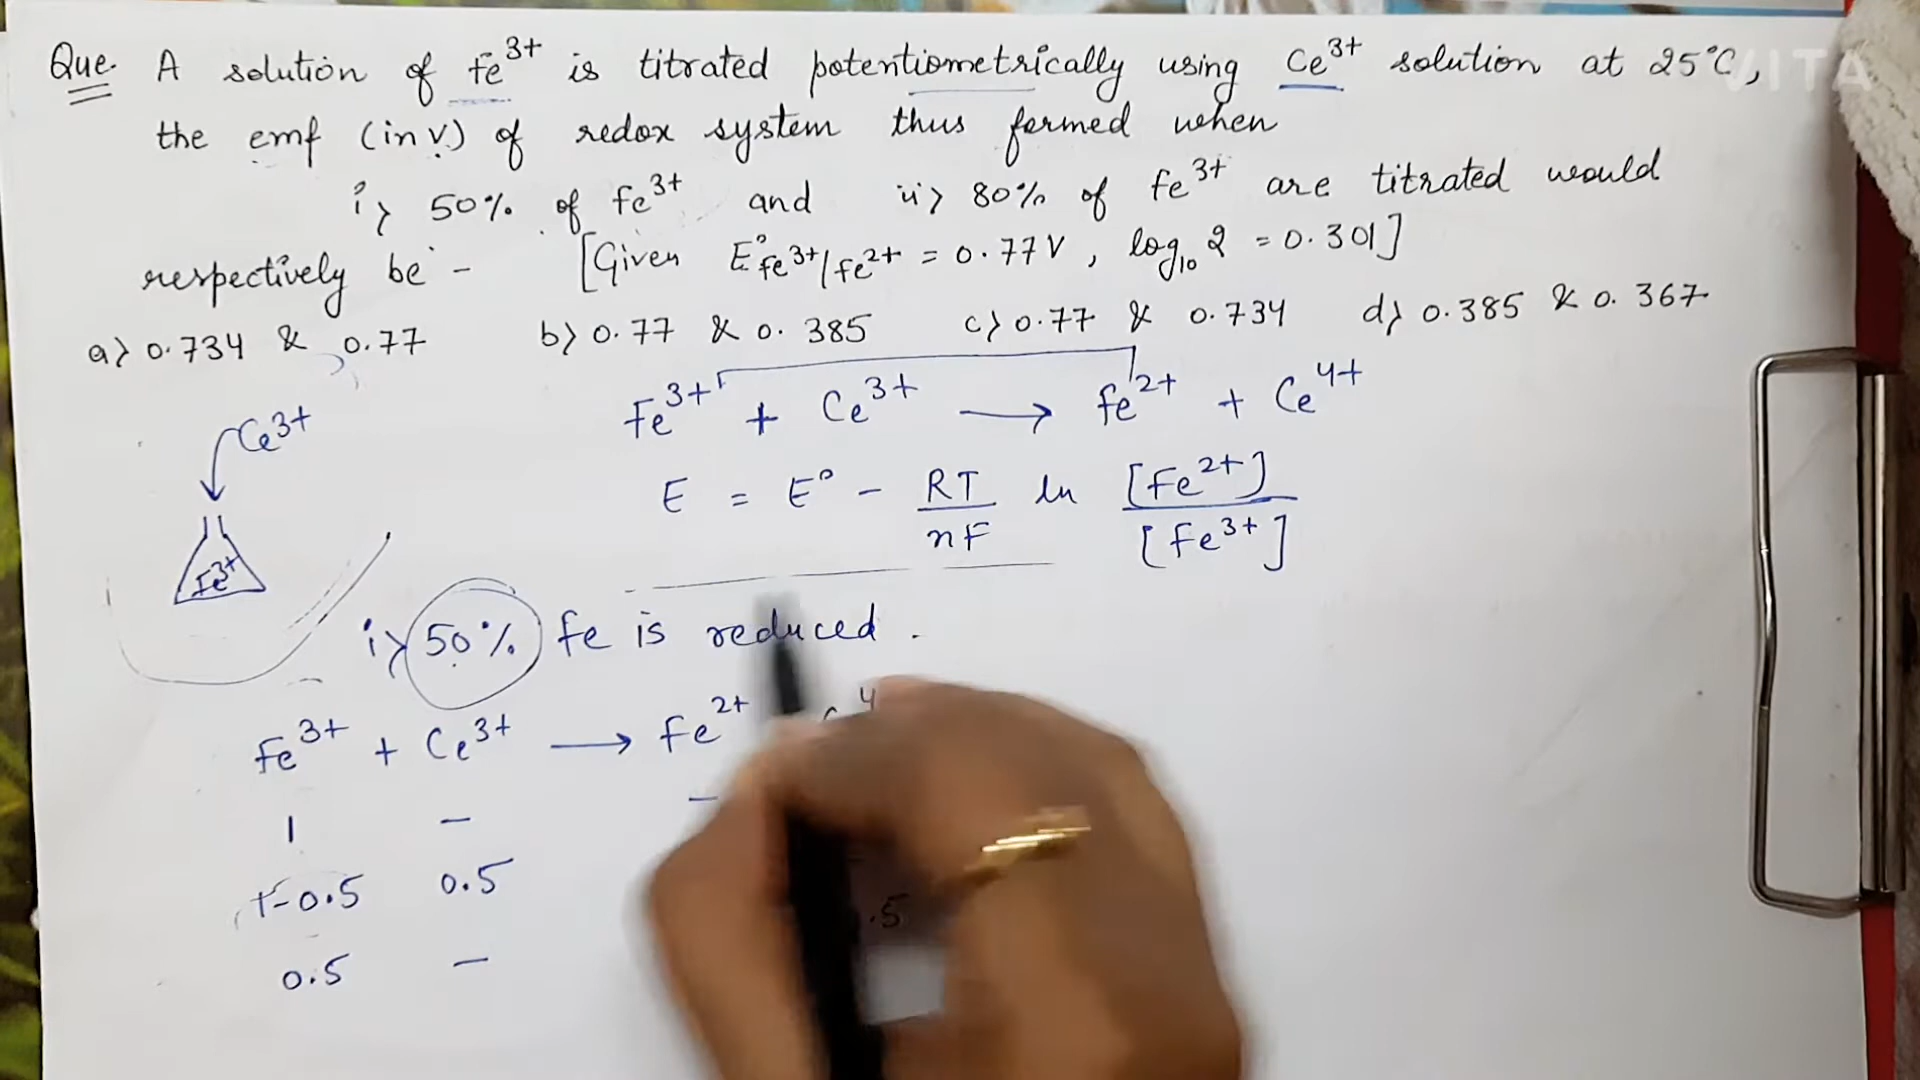 Que. A solution of Fe³⁺ is titrated potentiometrically using Ce³⁺ solution at 25°C,
the emf (in V) of redox system thus formed when
i> 50% of Fe³⁺ and ii> 80% of Fe³⁺ are titrated would
respectively be - [Given E°Fe³⁺/Fe²⁺ = 0.77V, log₁₀ 2 = 0.301]
a> 0.734 & 0.77 b> 0.77 & 0.385 c> 0.77 & 0.734 d> 0.385 & 0.367
Fe³⁺ + Ce³⁺ → Fe²⁺ + Ce⁴⁺
Ce³⁺
E = E° - RT/nF ln [Fe²⁺]/[Fe³⁺]
Fe³⁺
i> 50% Fe is reduced.
Fe³⁺ + Ce³⁺ → Fe²⁺
1 - -
1-0.5 0.5 .5
0.5 -